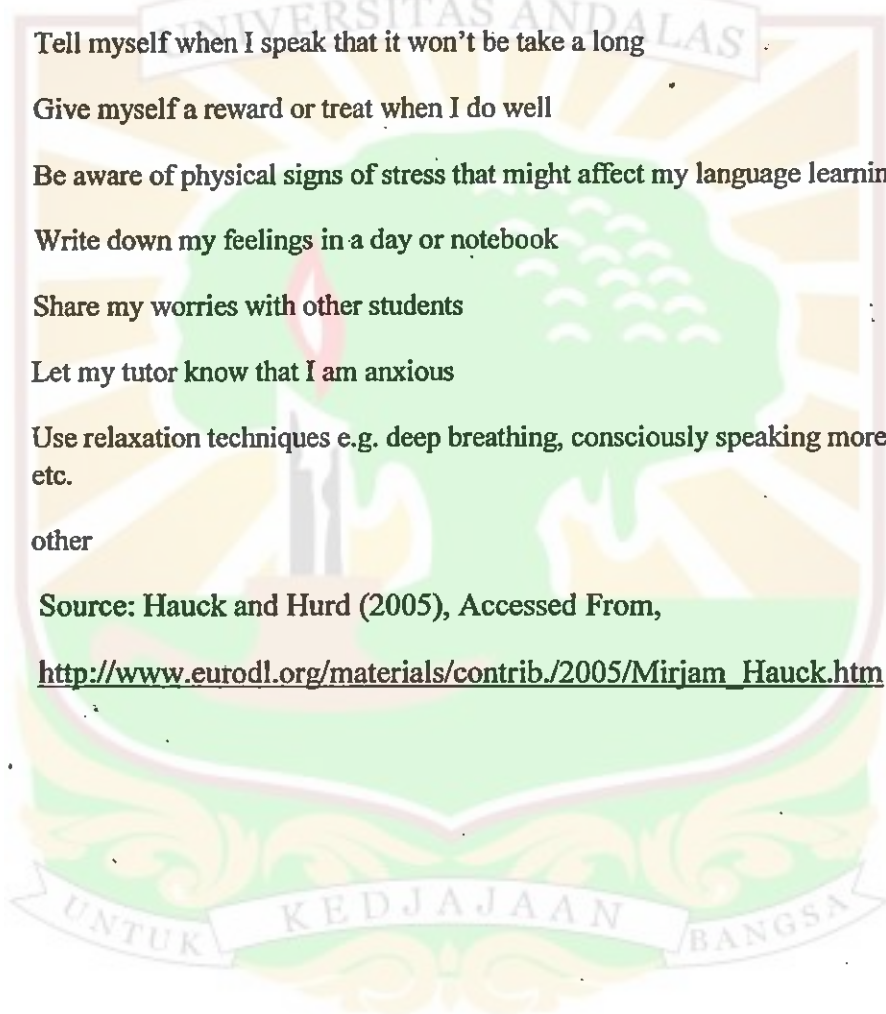 UNIVERSITAS ANDALAS
Tell myself when I speak that it won't be take a long
Give myself a reward or treat when I do well
Be aware of physical signs of stress that might affect my language learnin
Write down my feelings in a day or notebook
Share my worries with other students
Let my tutor know that I am anxious
Use relaxation techniques e.g. deep breathing, consciously speaking more
etc.
other
Source: Hauck and Hurd (2005), Accessed From,
http://www.eurodl.org/materials/contrib./2005/Mirjam_Hauck.htm
UNTUK KEDJAJAAN BANGSA